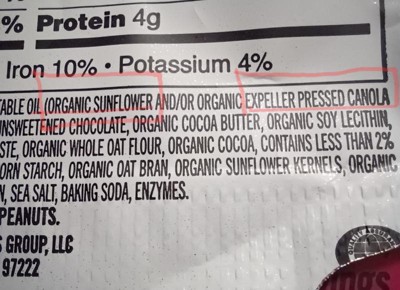 % Protein 4g
% Iron 10% • Potassium 4%
TABLE OIL (ORGANIC SUNFLOWER AND/OR ORGANIC EXPELLER PRESSED CANOLA
UNSWEETENED CHOCOLATE, ORGANIC COCOA BUTTER, ORGANIC SOY LECITHIN,
STE, ORGANIC WHOLE OAT FLOUR, ORGANIC COCOA, CONTAINS LESS THAN 2%
ORN STARCH, ORGANIC OAT BRAN, ORGANIC SUNFLOWER KERNELS, ORGANIC
N, SEA SALT, BAKING SODA, ENZYMES.
PEANUTS.
S GROUP, LLC
97222